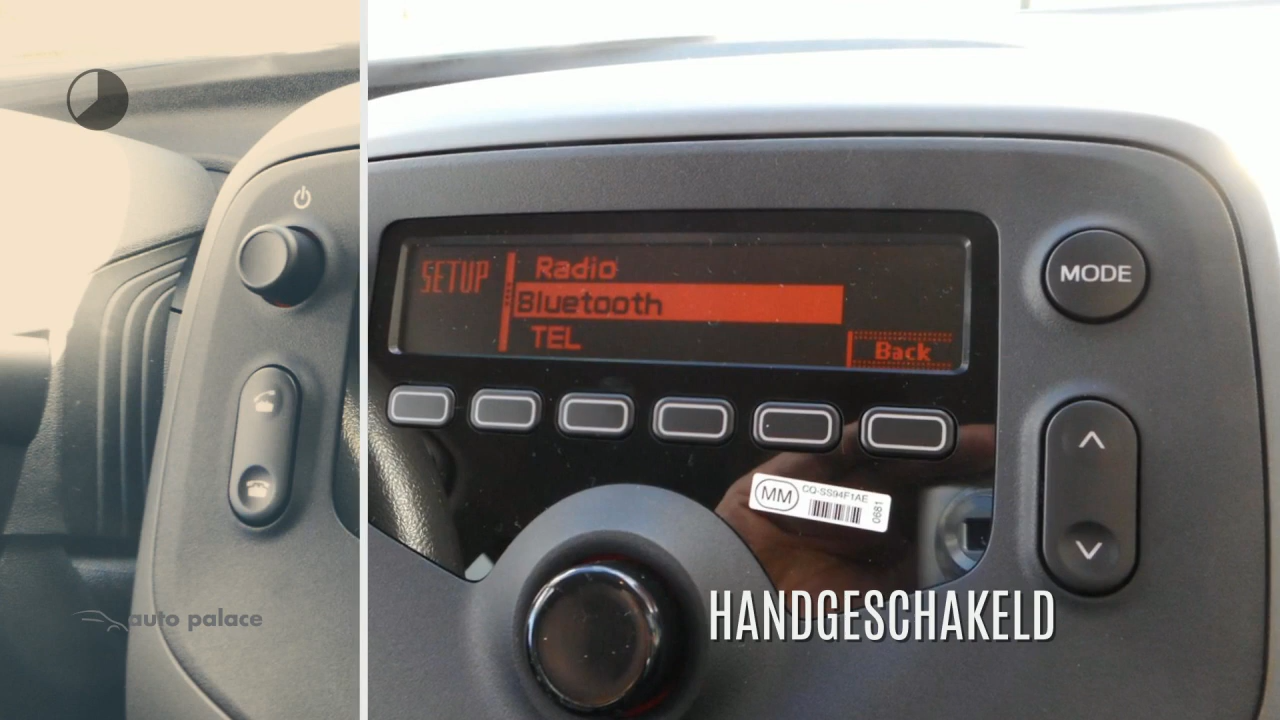 SETUP
Radio
Bluetooth
TEL
Back
MODE
MM
CQ-SS94F1AE
0681
auto palace
HANDGESCHAKELD